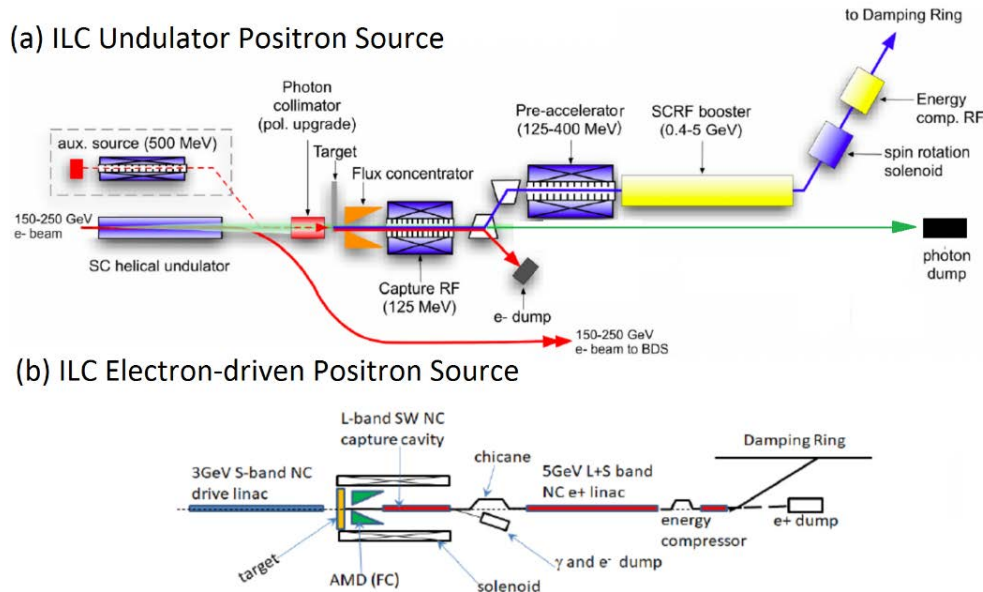 (a) ILC Undulator Positron Source
to Damping Ring
aux. source (500 MeV)
Photon
collimator
(pol. upgrade)
Target
Flux concentrator
Pre-accelerator
(125-400 MeV)
SCRF booster
(0.4-5 GeV)
Energy
comp. RF
spin rotation
solenoid
150-250 GeV
e- beam
SC helical undulator
Capture RF
(125 MeV)
e- dump
photon
dump
150-250 GeV
e- beam to BDS
(b) ILC Electron-driven Positron Source
L-band SW NC
capture cavity
3GeV S-band NC
drive linac
chicane
5GeV L+S band
NC e+ linac
Damping Ring
target
AMD (FC)
solenoid
γ and e- dump
energy
compressor
e+ dump